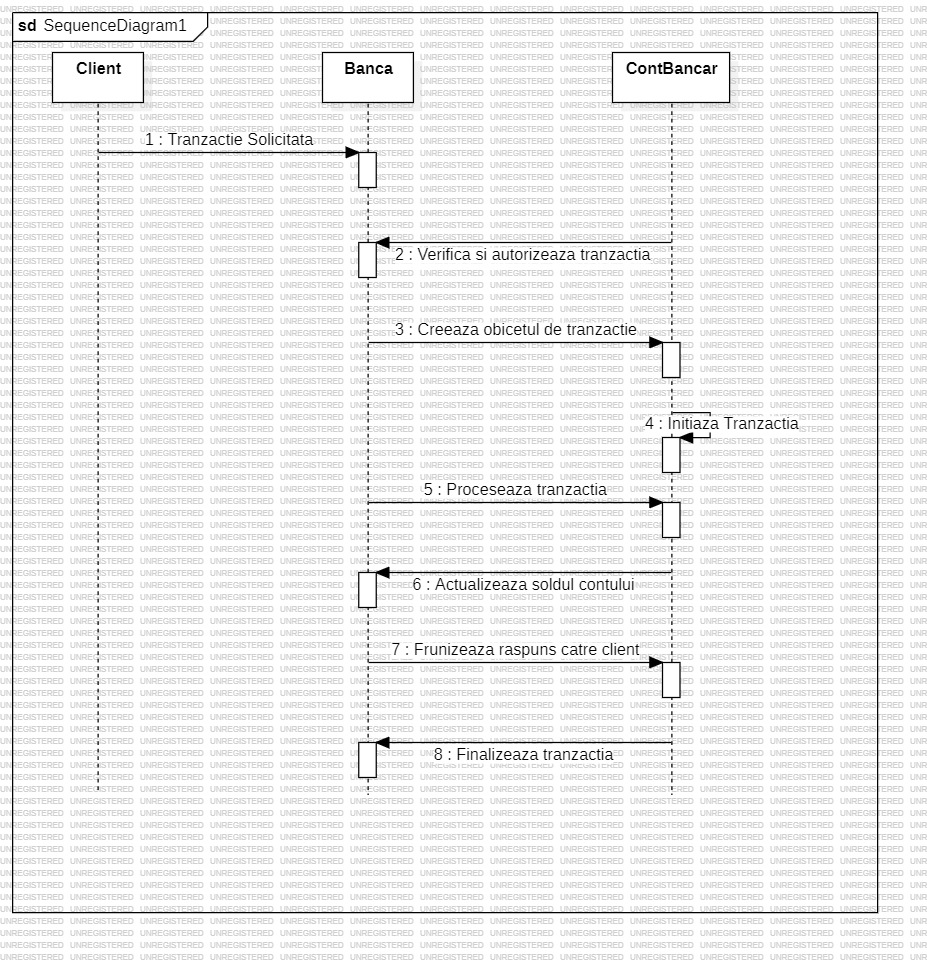 sd SequenceDiagram1
Client
Banca
ContBancar
1 : Tranzactie Solicitata
2 : Verifica si autorizeaza tranzactia
3 : Creeaza obicetul de tranzactie
4 : Initiaza Tranzactia
5 : Proceseaza tranzactia
6 : Actualizeaza soldul contului
7 : Frunizeaza raspuns catre client
8 : Finalizeaza tranzactia
UNREGISTERED